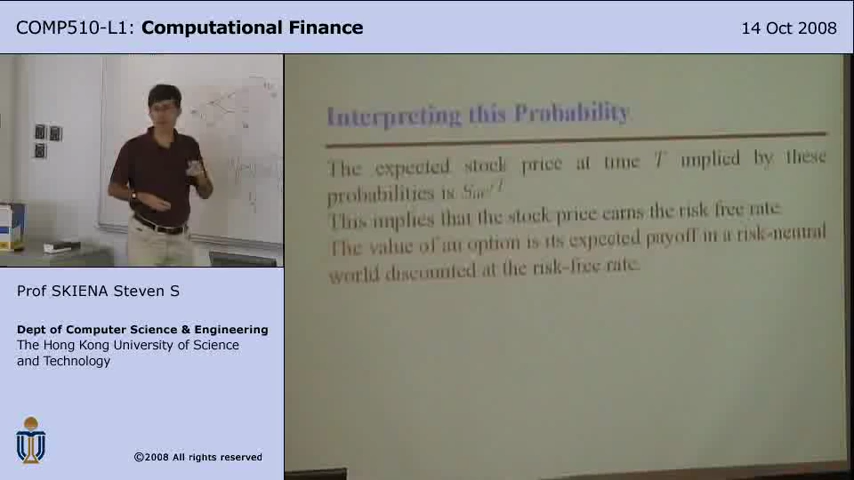 COMP510-L1: Computational Finance
14 Oct 2008
Interpreting this Probability
The expected stock price at time T implied by these
probabilities is
This implies that the stock price earns the risk free rate
The value of an option is its expected payoff in a risk-neutral
world discounted at the risk-free rate.
Prof SKIENA Steven S
Dept of Computer Science & Engineering
The Hong Kong University of Science
and Technology
©2008 All rights reserved